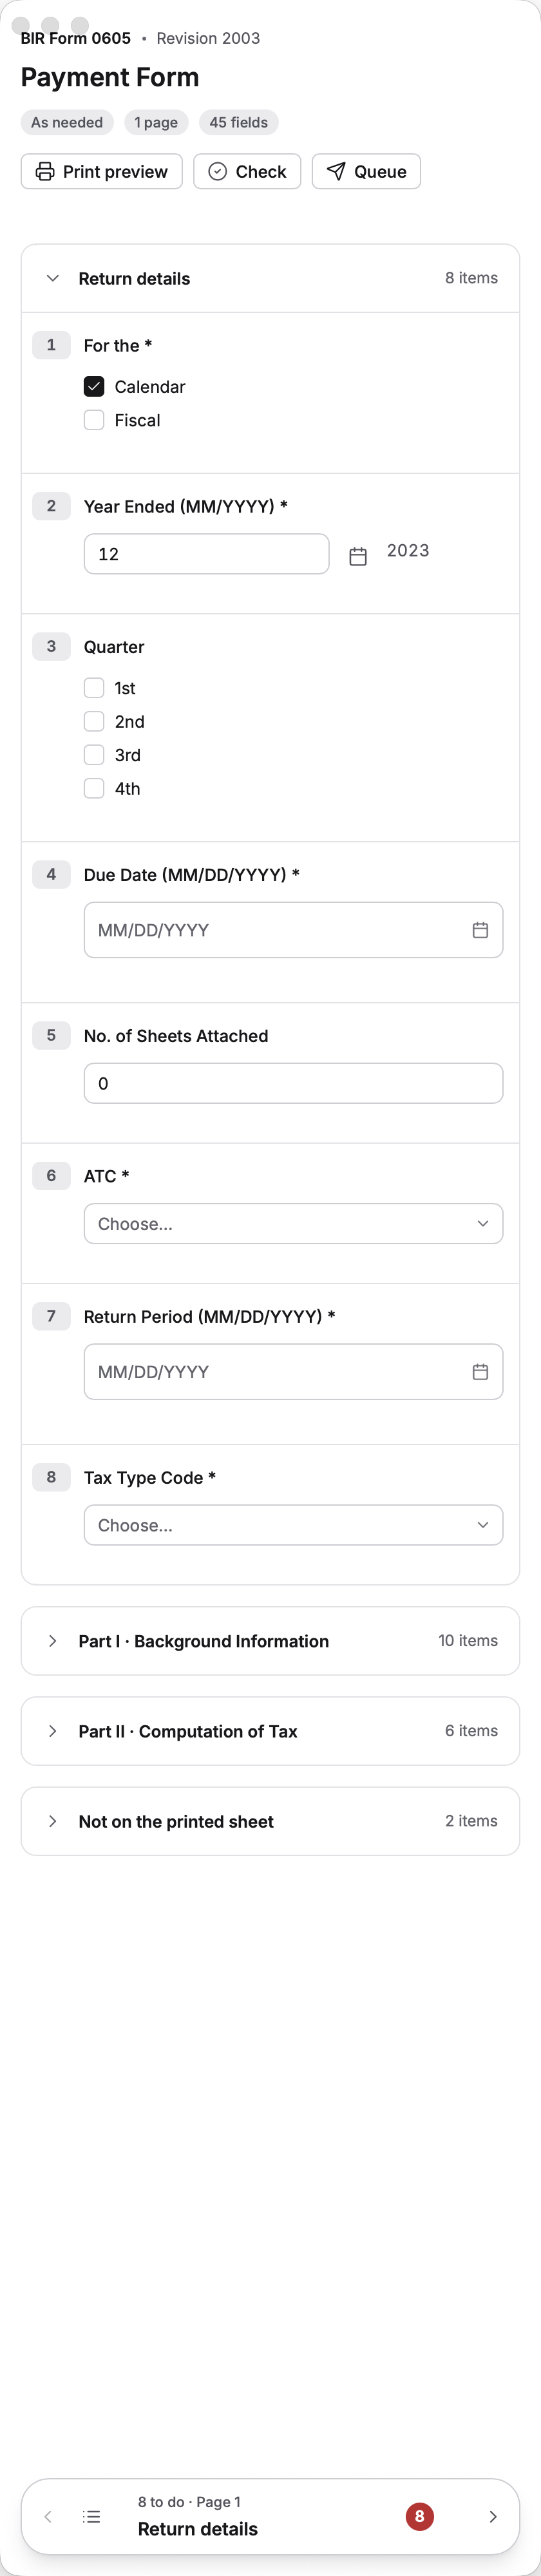 BIR Form 0605 • Revision 2003
Payment Form
As needed 1 page 45 fields
Print preview Check Queue
Return details 8 items
1 For the *
Calendar
Fiscal
2 Year Ended (MM/YYYY) *
12 2023
3 Quarter
1st
2nd
3rd
4th
4 Due Date (MM/DD/YYYY) *
MM/DD/YYYY
5 No. of Sheets Attached
0
6 ATC *
Choose...
7 Return Period (MM/DD/YYYY) *
MM/DD/YYYY
8 Tax Type Code *
Choose...
Part I · Background Information 10 items
Part II · Computation of Tax 6 items
Not on the printed sheet 2 items
8 to do · Page 1
Return details 8